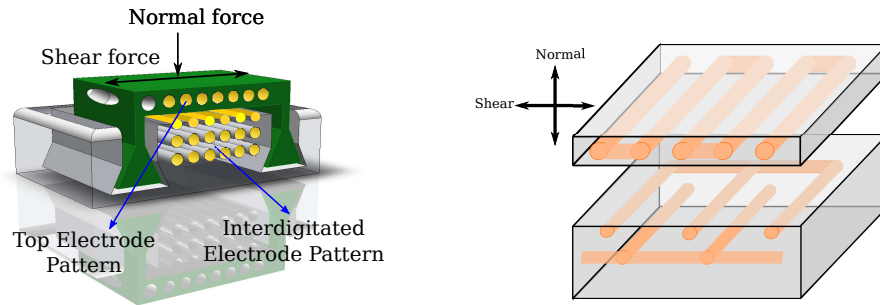 Normal force
Shear force
Top Electrode
Pattern
Interdigitated
Electrode Pattern
Normal
Shear